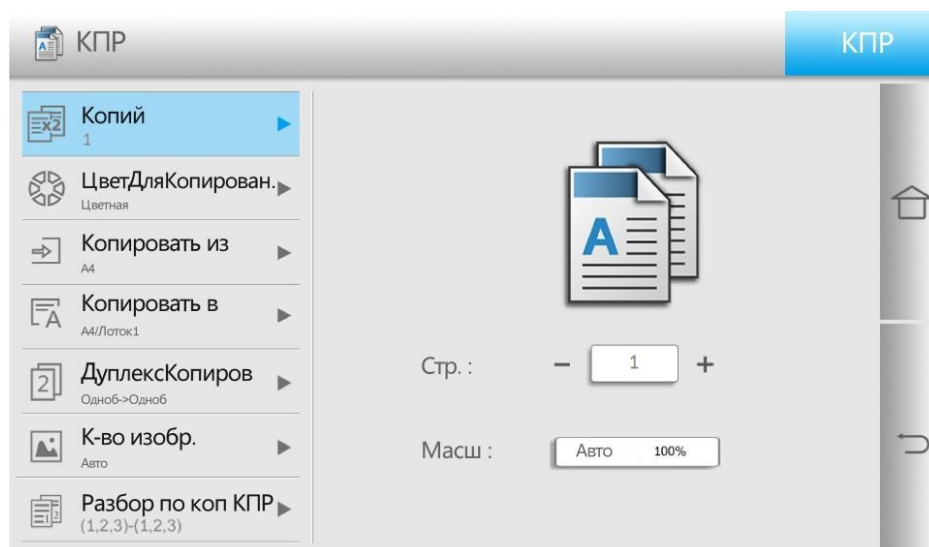 КПР
КПР
Копий
1
ЦветДляКопирован.
Цветная
Копировать из
A4
Копировать в
A4/Лоток1
ДуплексКопиров
Одноб->Одноб
К-во изобр.
Авто
Разбор по коп КПР
(1,2,3)-(1,2,3)
Стр. : − 1 +
Масш : Авто 100%